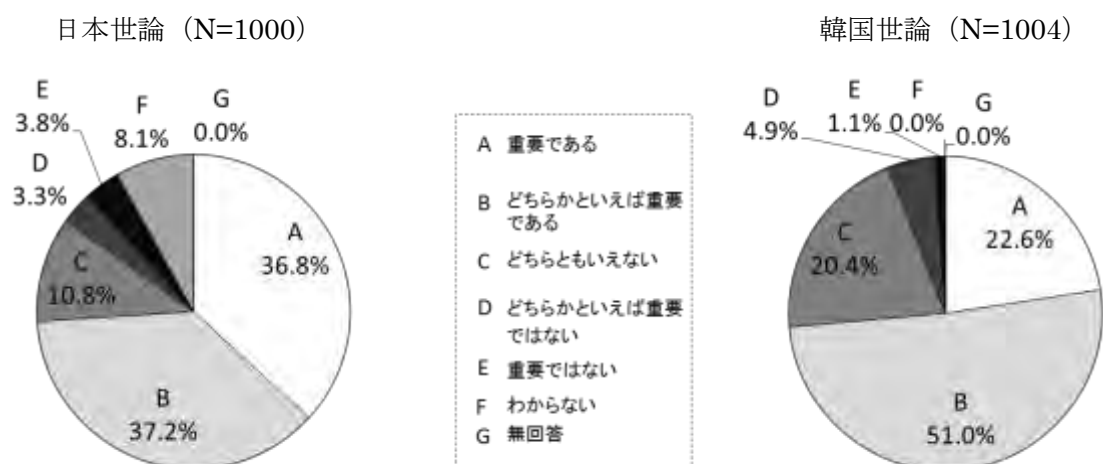 日本世論（N=1000）
E
3.8%
F
8.1%
G
0.0%
D
3.3%
C
10.8%
A
36.8%
B
37.2%
A 重要である
B どちらかといえば重要
である
C どちらともいえない
D どちらかといえば重要
ではない
E 重要ではない
F わからない
G 無回答
韓国世論（N=1004）
D
4.9%
E
1.1%
F
0.0%
G
0.0%
C
20.4%
A
22.6%
B
51.0%